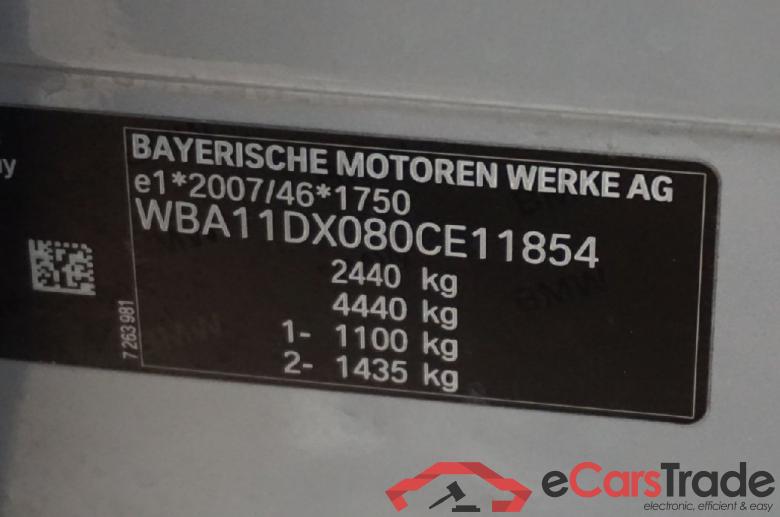 ny
BAYERISCHE MOTOREN WERKE AG
e1*2007/46*1750
WBA11DX080CE11854
2440 kg
4440 kg
1- 1100 kg
2- 1435 kg
7 263 981
eCarsTrade
electronic, efficient & easy